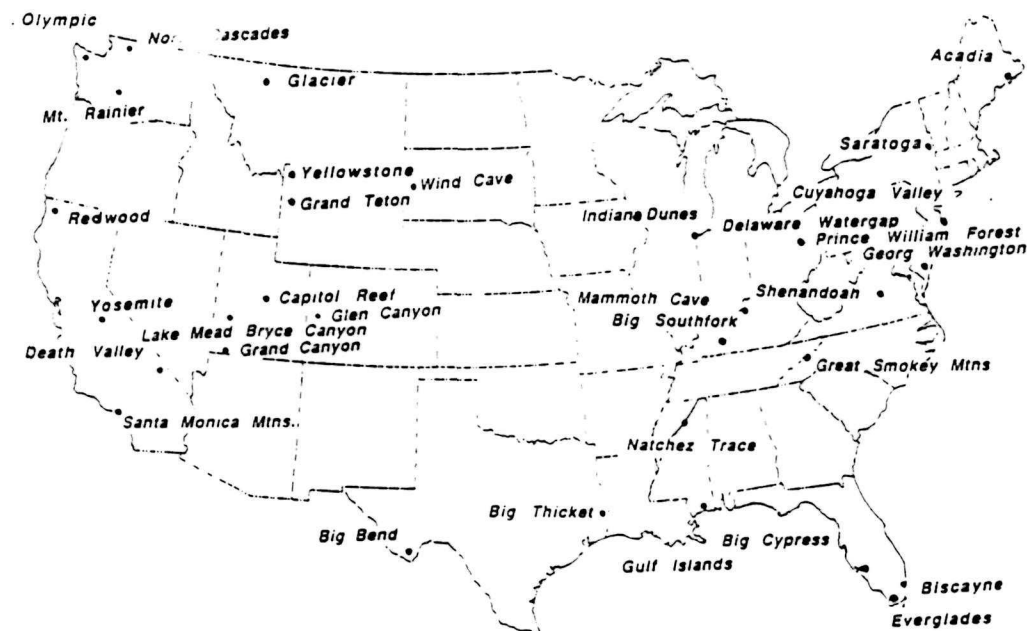 Olympic
Cascades
Acadia
Glacier
Mt. Rainier
Saratoga
Yellowstone
Wind Cave
Cuyahoga Valley
Grand Teton
Redwood
Indiana Dunes
Delaware Watergap
Prince William Forest
Georg Washington
Capitol Reef
Shenandoah
Yosemite
Glen Canyon
Mammoth Cave
Big Southfork
Lake Mead Bryce Canyon
Grand Canyon
Death Valley
Great Smokey Mtns
Santa Monica Mtns.
Natchez Trace
Big Thicket
Big Bend
Big Cypress
Gulf Islands
Biscayne
Everglades